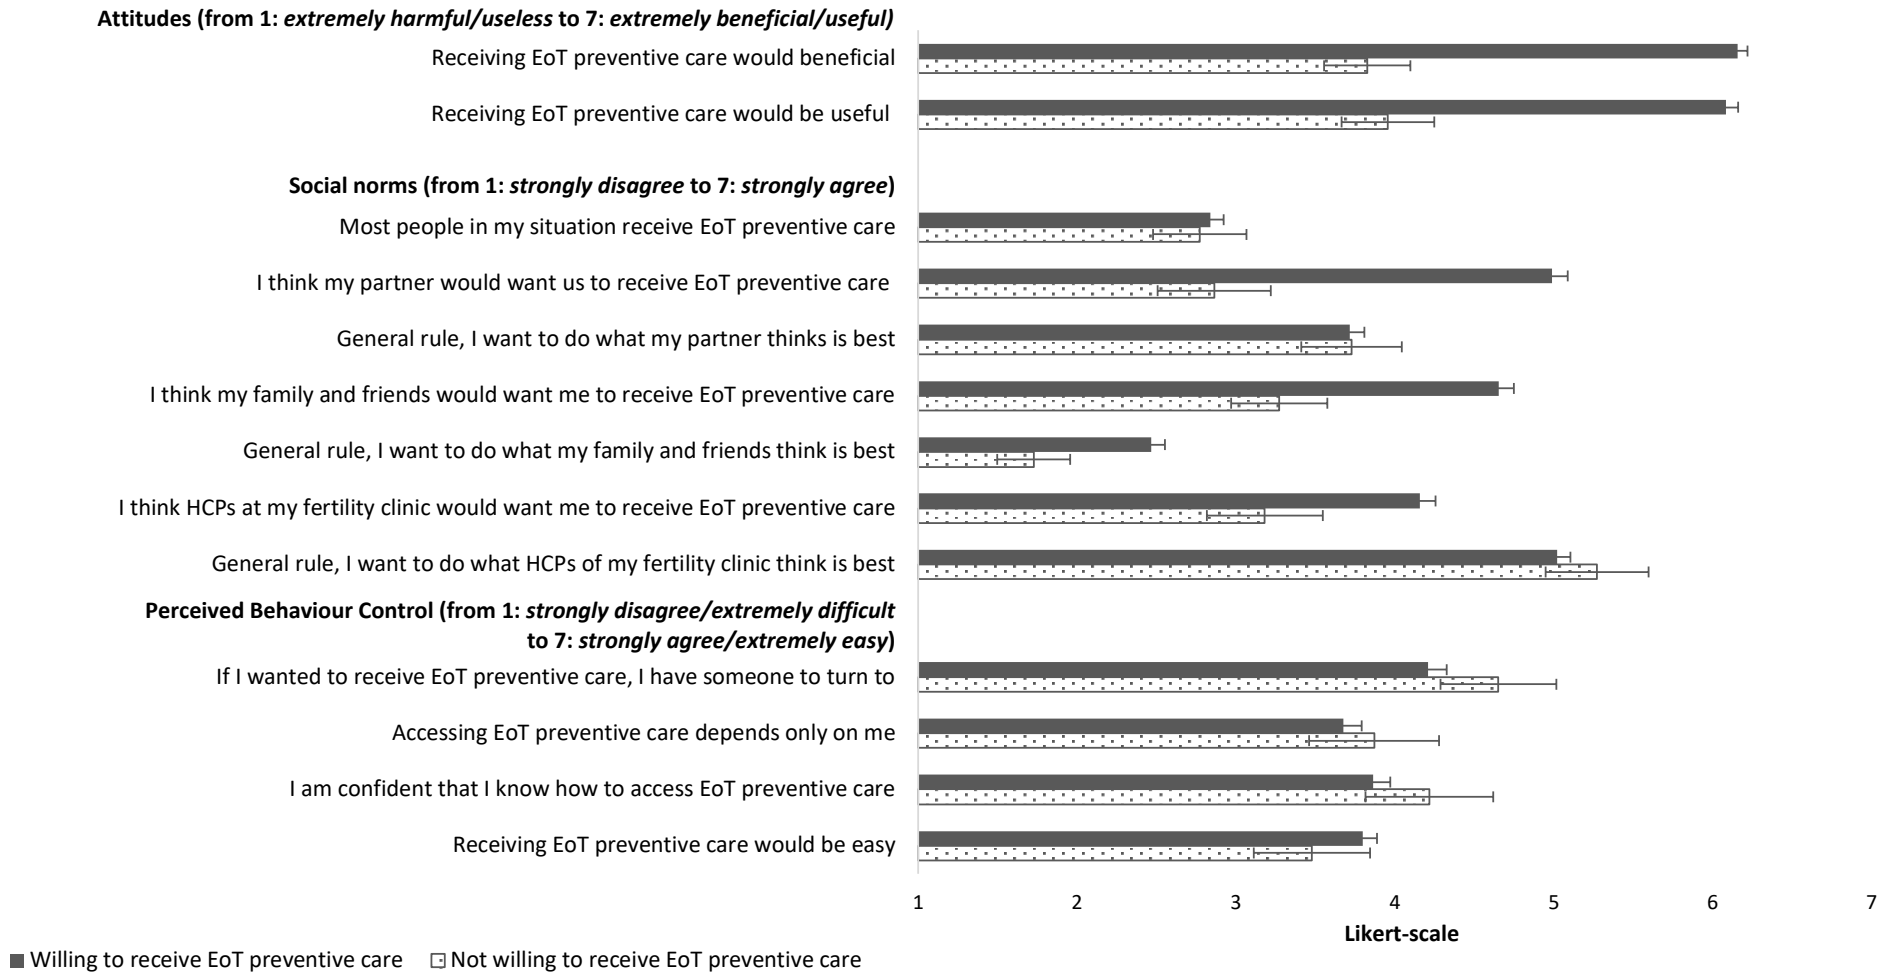 Attitudes (from 1: extremely harmful/useless to 7: extremely beneficial/useful)
Receiving EoT preventive care would beneficial
Receiving EoT preventive care would be useful
Social norms (from 1: strongly disagree to 7: strongly agree)
Most people in my situation receive EoT preventive care
I think my partner would want us to receive EoT preventive care
General rule, I want to do what my partner thinks is best
I think my family and friends would want me to receive EoT preventive care
General rule, I want to do what my family and friends think is best
I think HCPs at my fertility clinic would want me to receive EoT preventive care
General rule, I want to do what HCPs of my fertility clinic think is best
Perceived Behaviour Control (from 1: strongly disagree/extremely difficult
to 7: strongly agree/extremely easy)
If I wanted to receive EoT preventive care, I have someone to turn to
Accessing EoT preventive care depends only on me
I am confident that I know how to access EoT preventive care
Receiving EoT preventive care would be easy
1 2 3 4 5 6 7
Likert-scale
Willing to receive EoT preventive care Not willing to receive EoT preventive care